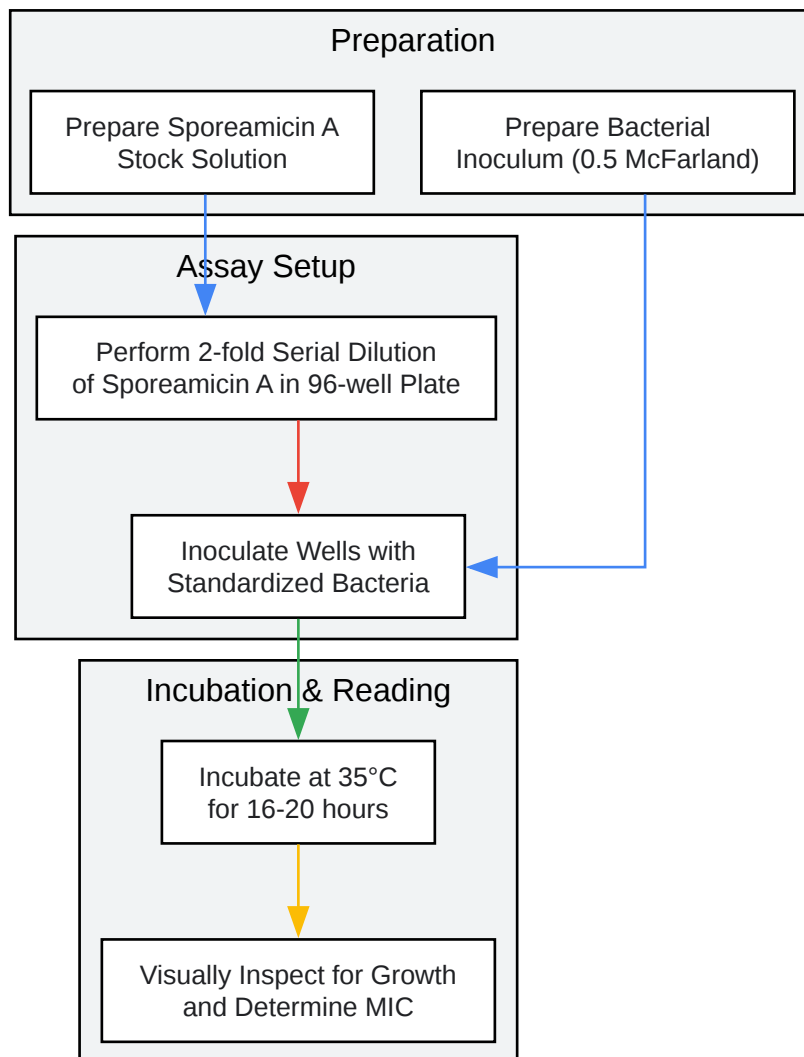 Preparation
Prepare Sporeamicin A
Stock Solution
Prepare Bacterial
Inoculum (0.5 McFarland)
Assay Setup
Perform 2-fold Serial Dilution
of Sporeamicin A in 96-well Plate
Inoculate Wells with
Standardized Bacteria
Incubation & Reading
Incubate at 35°C
for 16-20 hours
Visually Inspect for Growth
and Determine MIC